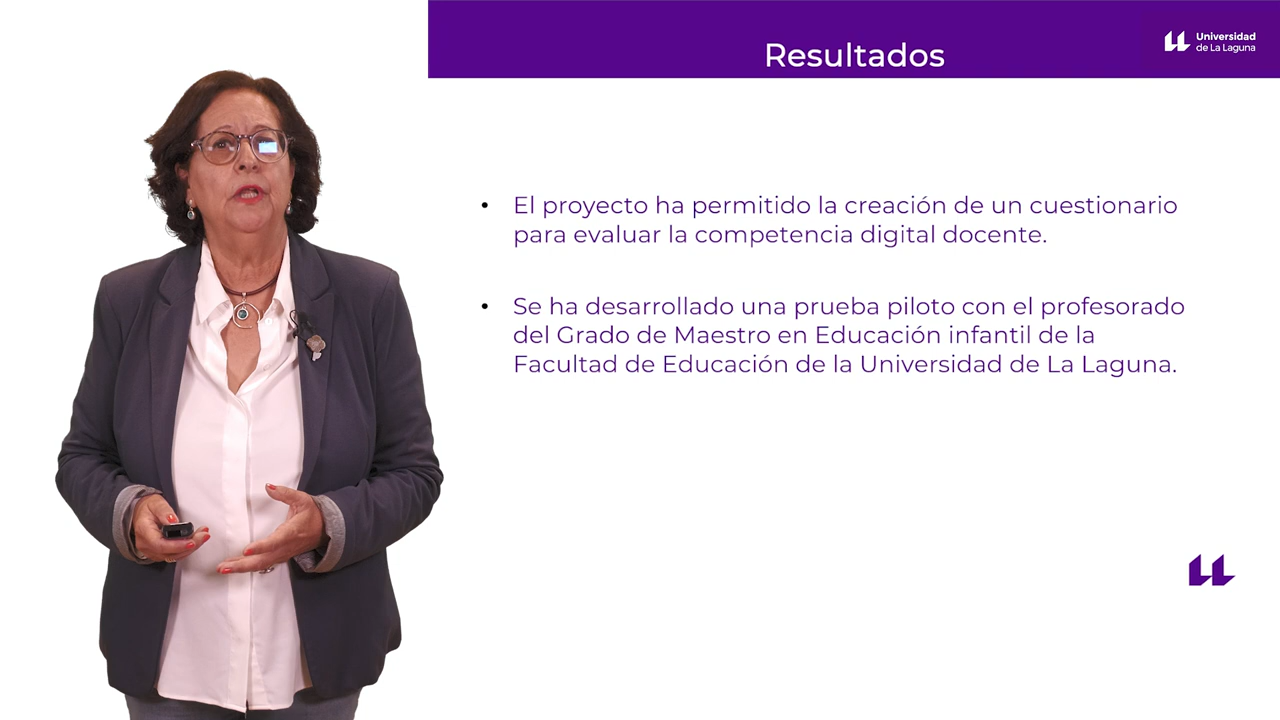 Resultados
Universidad
de La Laguna
• El proyecto ha permitido la creación de un cuestionario
para evaluar la competencia digital docente.
• Se ha desarrollado una prueba piloto con el profesorado
del Grado de Maestro en Educación infantil de la
Facultad de Educación de la Universidad de La Laguna.